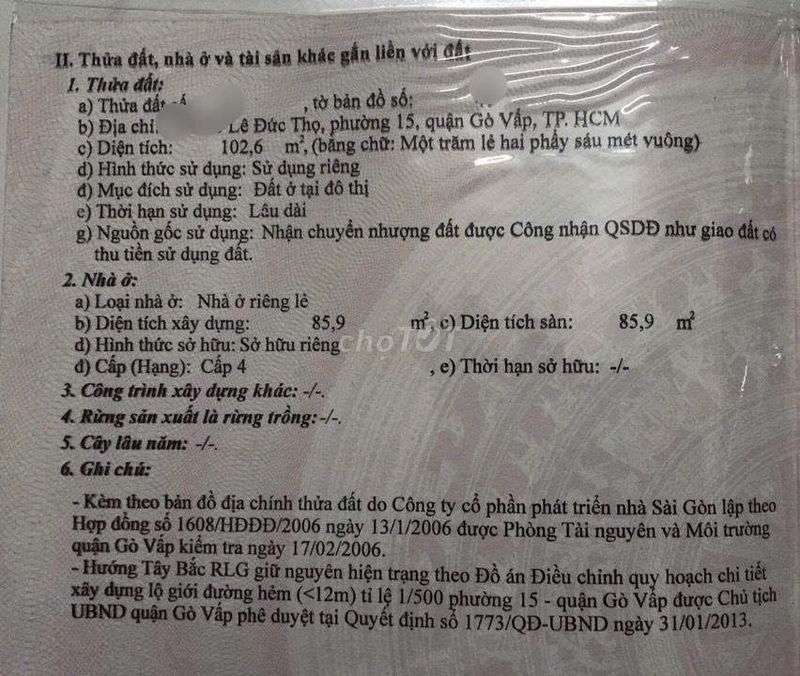 II. Thửa đất, nhà ở và tài sản khác gắn liền với đất
1. Thửa đất:
a) Thửa đất số , tờ bản đồ số:
b) Địa chỉ: Lê Đức Thọ, phường 15, quận Gò Vấp, TP. HCM
c) Diện tích: 102,6 m², (bằng chữ: Một trăm lẻ hai phẩy sáu mét vuông)
d) Hình thức sử dụng: Sử dụng riêng
đ) Mục đích sử dụng: Đất ở tại đô thị
e) Thời hạn sử dụng: Lâu dài
g) Nguồn gốc sử dụng: Nhận chuyển nhượng đất được Công nhận QSDĐ như giao đất có
thu tiền sử dụng đất.
2. Nhà ở:
a) Loại nhà ở: Nhà ở riêng lẻ
b) Diện tích xây dựng: 85,9 m², c) Diện tích sàn: 85,9 m²
d) Hình thức sở hữu: Sở hữu riêng
chợTỐT
đ) Cấp (Hạng): Cấp 4 , e) Thời hạn sở hữu: -/-
3. Công trình xây dựng khác: -/-.
4. Rừng sản xuất là rừng trồng: -/-.
5. Cây lâu năm: -/-.
6. Ghi chú:
- Kèm theo bản đồ địa chính thửa đất do Công ty cổ phần phát triển nhà Sài Gòn lập theo
Hợp đồng số 1608/HĐĐĐ/2006 ngày 13/1/2006 được Phòng Tài nguyên và Môi trường
quận Gò Vấp kiểm tra ngày 17/02/2006.
- Hướng Tây Bắc RLG giữ nguyên hiện trạng theo Đồ án Điều chỉnh quy hoạch chi tiết
xây dựng lộ giới đường hẻm (<12m) tỉ lệ 1/500 phường 15 - quận Gò Vấp được Chủ tịch
UBND quận Gò Vấp phê duyệt tại Quyết định số 1773/QĐ-UBND ngày 31/01/2013.